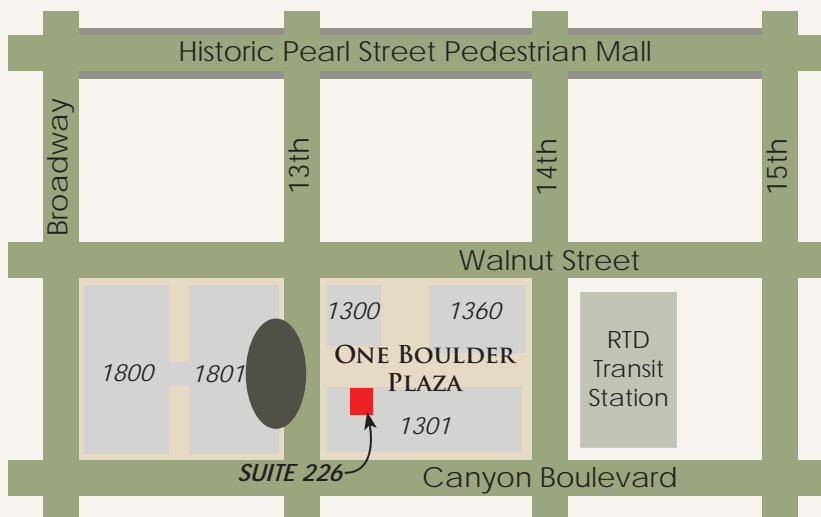 Historic Pearl Street Pedestrian Mall
Broadway
13th
14th
15th
Walnut Street
1300
1360
RTD
Transit
Station
One Boulder
Plaza
1800
1801
1301
SUITE 226
Canyon Boulevard